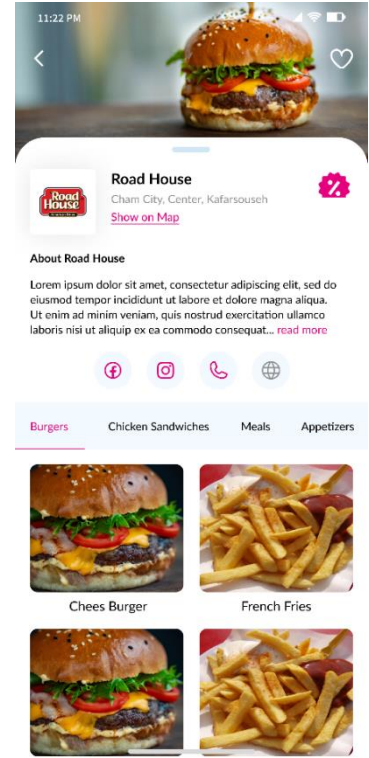 11:22 PM
Road House
Road
House
Cham City, Center, Kafarsouseh
Show on Map
About Road House
Lorem ipsum dolor sit amet, consectetur adipiscing elit, sed do
eiusmod tempor incididunt ut labore et dolore magna aliqua.
Ut enim ad minim veniam, quis nostrud exercitation ullamco
laboris nisi ut aliquip ex ea commodo consequat... read more
Burgers Chicken Sandwiches Meals Appetizers
Chees Burger French Fries